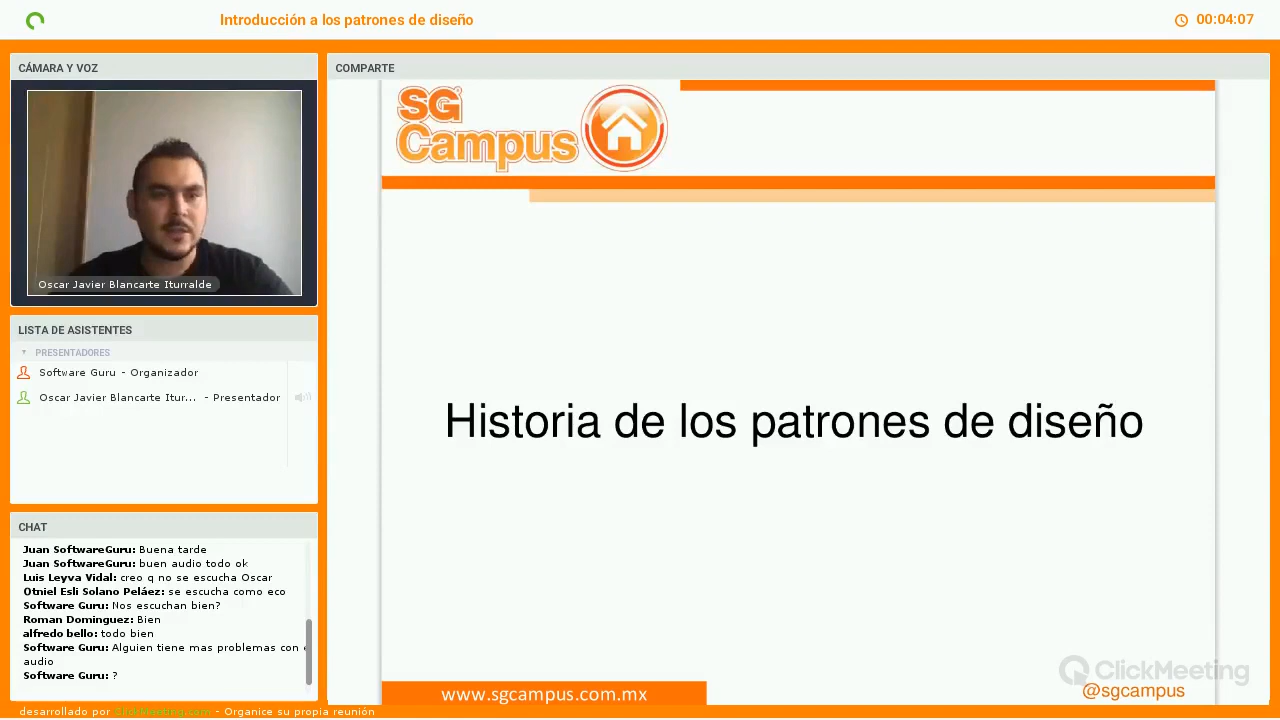 Introducción a los patrones de diseño
00:04:07
CÁMARA Y VOZ
Oscar Javier Blancarte Iturralde
LISTA DE ASISTENTES
PRESENTADORES
Software Guru - Organizador
Oscar Javier Blancarte Itur... - Presentador
CHAT
Juan SoftwareGuru: Buena tarde
Juan SoftwareGuru: buen audio todo ok
Luis Leyva Vidal: creo q no se escucha Oscar
Otniel Esli Solano Peláez: se escucha como eco
Software Guru: Nos escuchan bien?
Roman Dominguez: Bien
alfredo bello: todo bien
Software Guru: Alguien tiene mas problemas con
audio
Software Guru: ?
desarrollado por ClickMeeting.com - Organice su propia reunión
COMPARTE
SG
Campus
Historia de los patrones de diseño
www.sgcampus.com.mx
ClickMeeting
@sgcampus